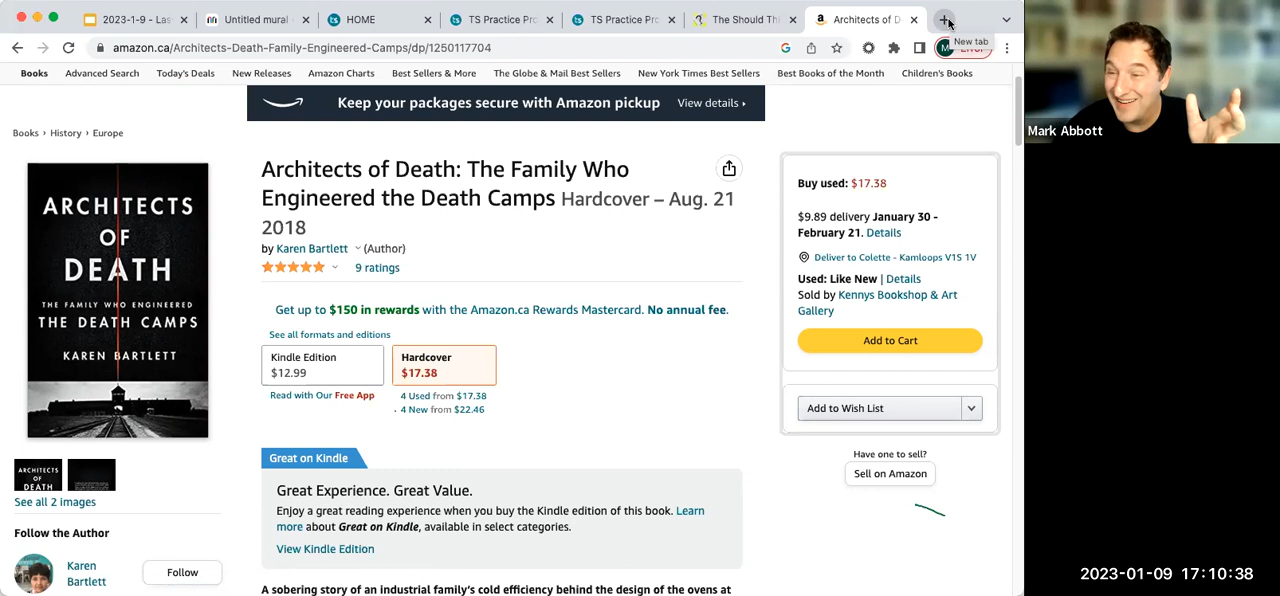 2023-1-9 - Las
Untitled mural
HOME
TS Practice Pro
TS Practice Pro
The Should Thi
Architects of D
amazon.ca/Architects-Death-Family-Engineered-Camps/dp/1250117704
New tab
Books
Advanced Search
Today's Deals
New Releases
Amazon Charts
Best Sellers & More
The Globe & Mail Best Sellers
New York Times Best Sellers
Best Books of the Month
Children's Books
Keep your packages secure with Amazon pickup
View details
Books › History › Europe
ARCHITECTS
OF
DEATH
THE FAMILY WHO ENGINEERED
THE DEATH CAMPS
KAREN BARTLETT
See all 2 images
Follow the Author
Karen
Bartlett
Follow
Architects of Death: The Family Who
Engineered the Death Camps Hardcover – Aug. 21
2018
by Karen Bartlett (Author)
9 ratings
Get up to $150 in rewards with the Amazon.ca Rewards Mastercard. No annual fee.
See all formats and editions
Kindle Edition
$12.99
Read with Our Free App
Hardcover
$17.38
4 Used from $17.38
4 New from $22.46
Great on Kindle
Great Experience. Great Value.
Enjoy a great reading experience when you buy the Kindle edition of this book. Learn
more about Great on Kindle, available in select categories.
View Kindle Edition
A sobering story of an industrial family's cold efficiency behind the design of the ovens at
Buy used: $17.38
$9.89 delivery January 30 -
February 21. Details
Deliver to Colette - Kamloops V1S 1V
Used: Like New | Details
Sold by Kennys Bookshop & Art
Gallery
Add to Cart
Add to Wish List
Have one to sell?
Sell on Amazon
Mark Abbott
2023-01-09 17:10:38